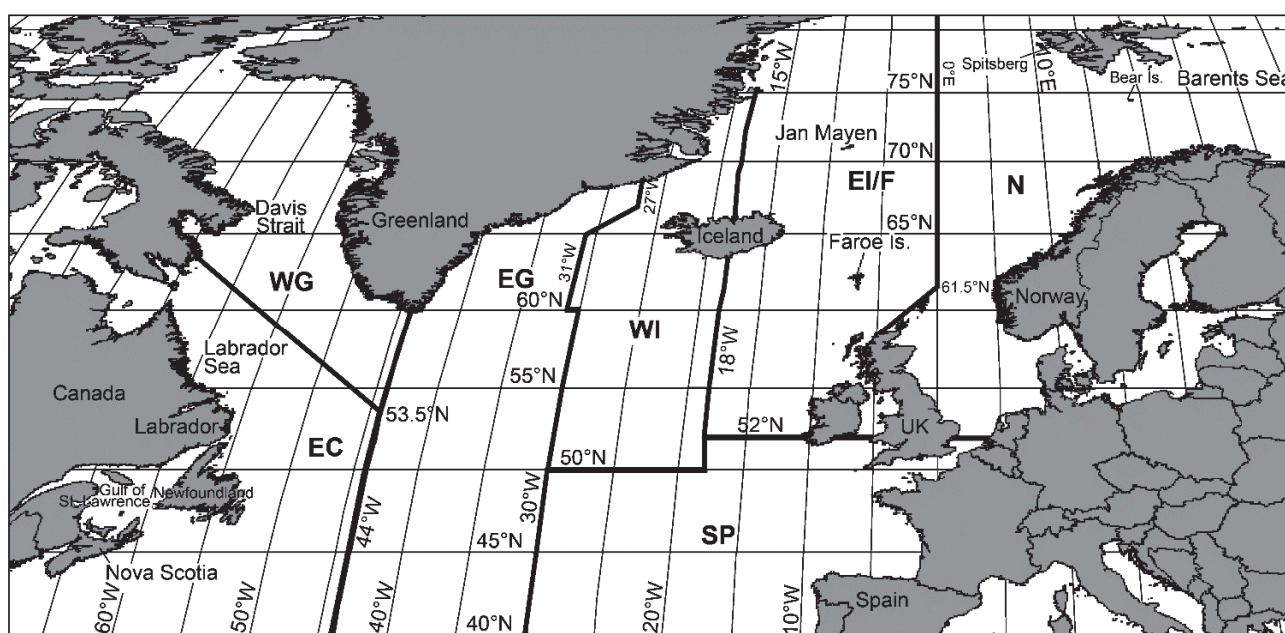 15°W
75°N
0°E
Spitsberg
10°E
Bear Is.
Barents Sea
Jan Mayen
70°N
EI/F
N
27°W
Davis
Strait
Greenland
65°N
Iceland
Faroe Is.
WG
EG
31°W
60°N
61.5°N
Norway
WI
Labrador
Sea
18°W
55°N
Canada
53.5°N
Labrador
EC
52°N
UK
50°N
Gulf of
St-Lawrence
Newfoundland
44°W
30°W
SP
45°N
Nova Scotia
60°W
50°W
40°W
40°N
20°W
10°W
Spain